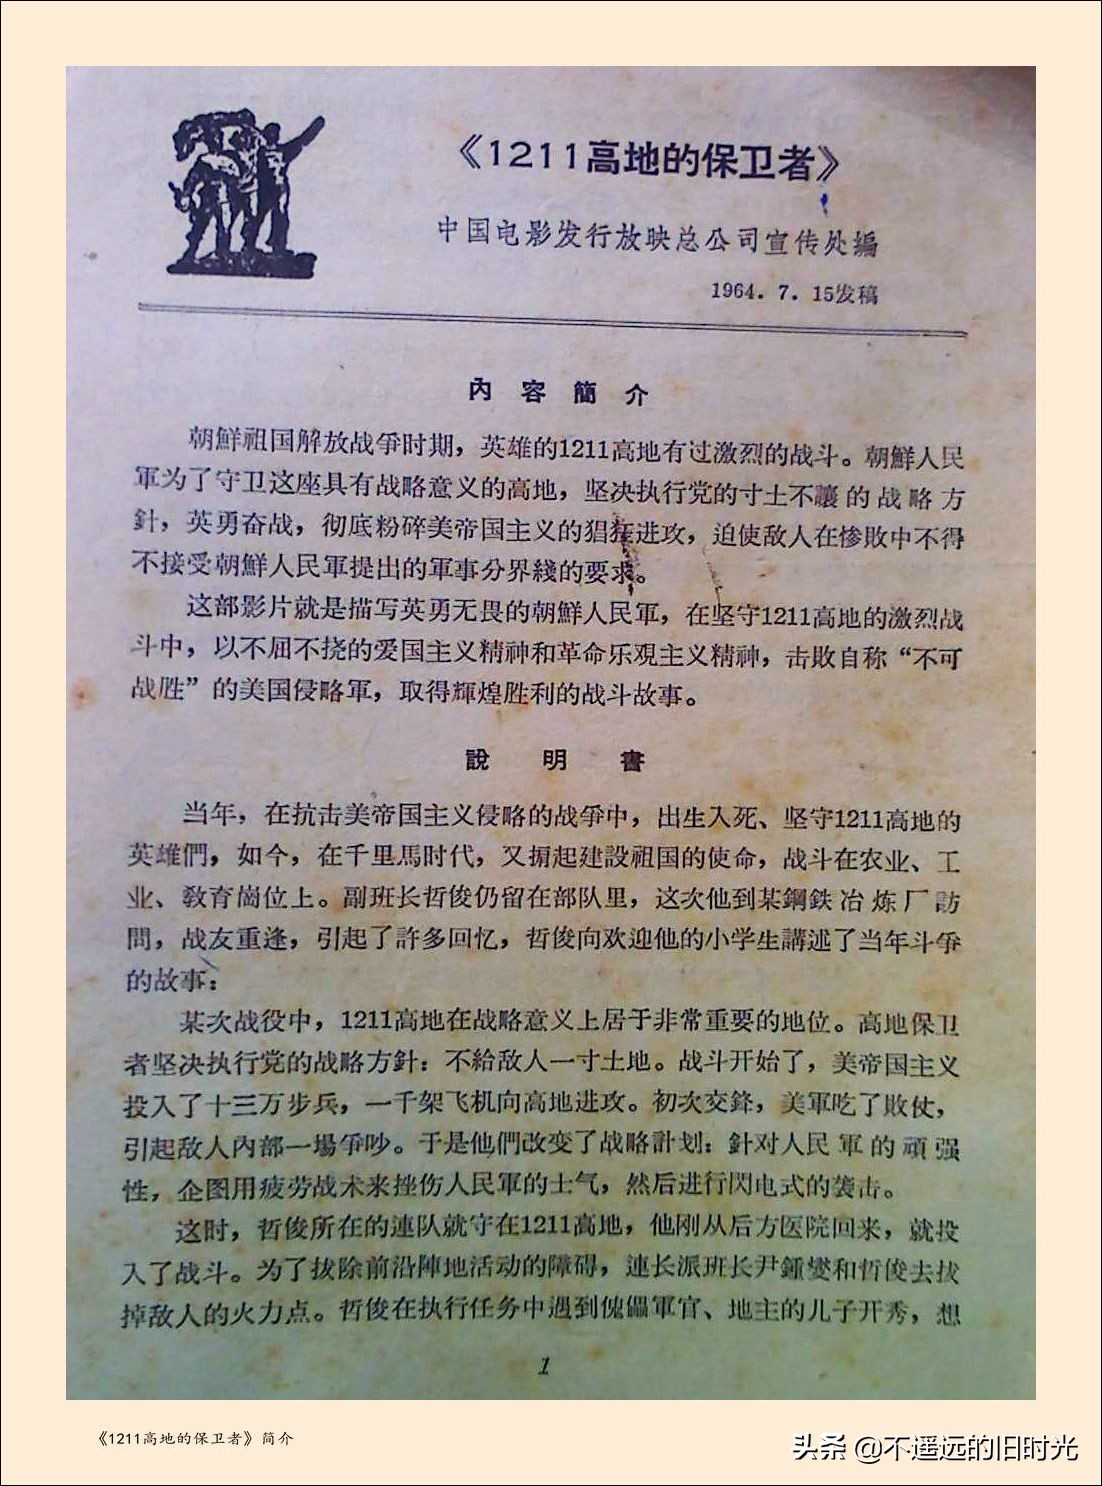 《1211高地的保卫者》
中国电影发行放映总公司宣传处编
1964．7．15发稿
內容簡介
朝鮮祖国解放战爭时期，英雄的1211高地有过激烈的战斗。朝鮮人民
軍为了守卫这座具有战略意义的高地，坚决执行党的寸土不讓的战略方
針，英勇奋战，彻底粉碎美帝国主义的猖狂进攻，迫使敌人在惨敗中不得
不接受朝鮮人民軍提出的軍事分界綫的要求。
这部影片就是描写英勇无畏的朝鮮人民軍，在坚守1211高地的激烈战
斗中，以不屈不挠的爱国主义精神和革命乐观主义精神，击敗自称“不可
战胜”的美国侵略軍，取得輝煌胜利的战斗故事。
說明書
当年，在抗击美帝国主义侵略的战爭中，出生入死、坚守1211高地的
英雄們，如今，在千里馬时代，又掮起建設祖国的使命，战斗在农业、工
业、敎育崗位上。副班长哲俊仍留在部队里，这次他到某鋼鉄冶炼厂訪
問，战友重逢，引起了許多回忆，哲俊向欢迎他的小学生講述了当年斗爭
的故事：
某次战役中，1211高地在战略意义上居于非常重要的地位。高地保卫
者坚决执行党的战略方針：不給敌人一寸土地。战斗开始了，美帝国主义
投入了十三万步兵，一千架飞机向高地进攻。初次交鋒，美軍吃了敗仗，
引起敌人內部一場爭吵。于是他們改变了战略計划：針对人民軍的頑强
性，企图用疲劳战术来挫伤人民軍的士气，然后进行閃电式的袭击。
这时，哲俊所在的連队就守在1211高地，他刚从后方医院回来，就投
入了战斗。为了拔除前沿陣地活动的障碍，連长派班长尹鍾燮和哲俊去拔
掉敌人的火力点。哲俊在执行任务中遇到傀儡軍官、地主的儿子开秀，想
1
《1211高地的保卫者》简介
头条 @不遥远的旧时光